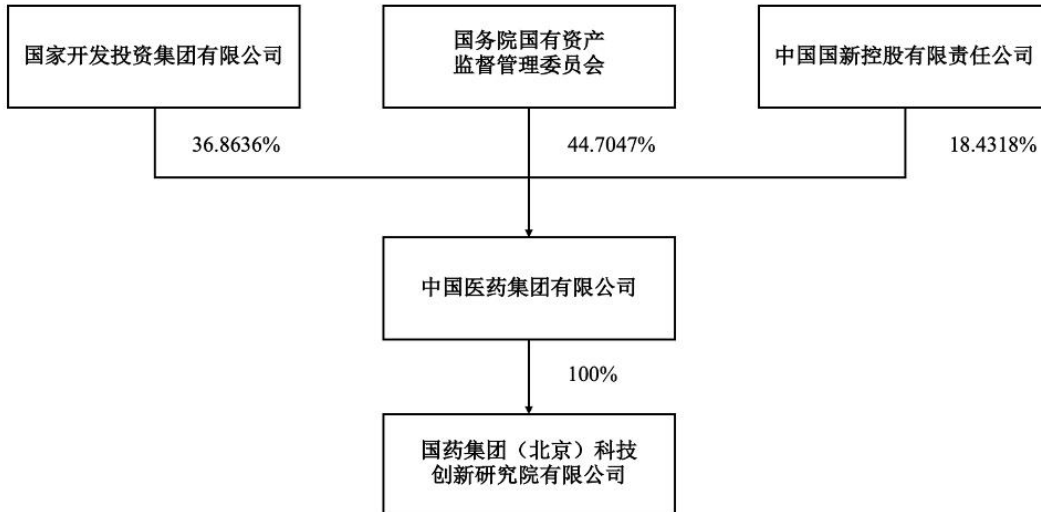 国家开发投资集团有限公司
国务院国有资产
监督管理委员会
中国国新控股有限责任公司
36.8636%
44.7047%
18.4318%
中国医药集团有限公司
100%
国药集团（北京）科技
创新研究院有限公司